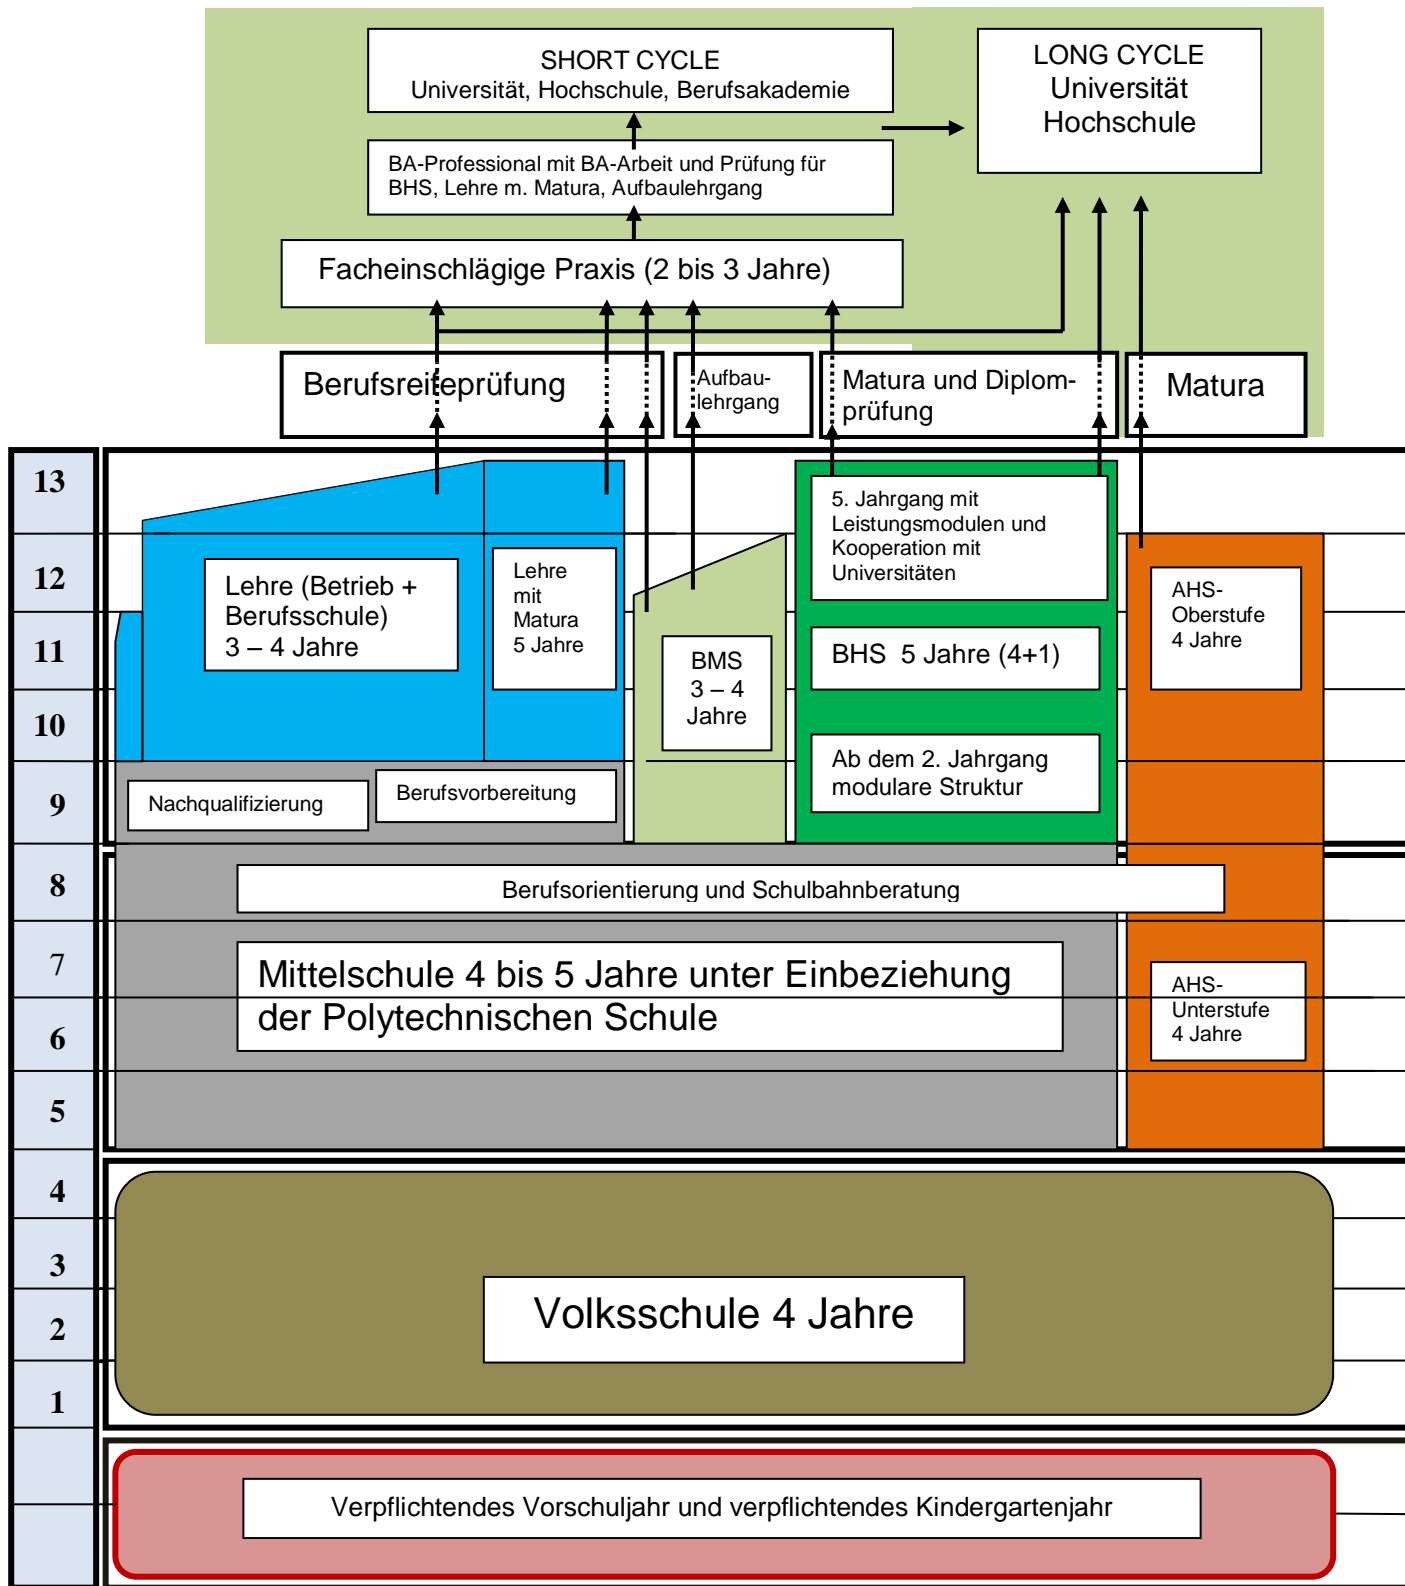 SHORT CYCLE
Universität, Hochschule, Berufsakademie
LONG CYCLE
Universität
Hochschule
BA-Professional mit BA-Arbeit und Prüfung für
BHS, Lehre m. Matura, Aufbaulehrgang
Facheinschlägige Praxis (2 bis 3 Jahre)
Berufsreifeprüfung
Aufbau-
lehrgang
Matura und Diplom-
prüfung
Matura
13
12
11
10
9
8
7
6
5
4
3
2
1
Lehre (Betrieb +
Berufsschule)
3 – 4 Jahre
Lehre
mit
Matura
5 Jahre
BMS
3 – 4
Jahre
5. Jahrgang mit
Leistungsmodulen und
Kooperation mit
Universitäten
BHS 5 Jahre (4+1)
Ab dem 2. Jahrgang
modulare Struktur
AHS-
Oberstufe
4 Jahre
Nachqualifizierung
Berufsvorbereitung
Berufsorientierung und Schulbahnberatung
Mittelschule 4 bis 5 Jahre unter Einbeziehung
der Polytechnischen Schule
AHS-
Unterstufe
4 Jahre
Volksschule 4 Jahre
Verpflichtendes Vorschuljahr und verpflichtendes Kindergartenjahr